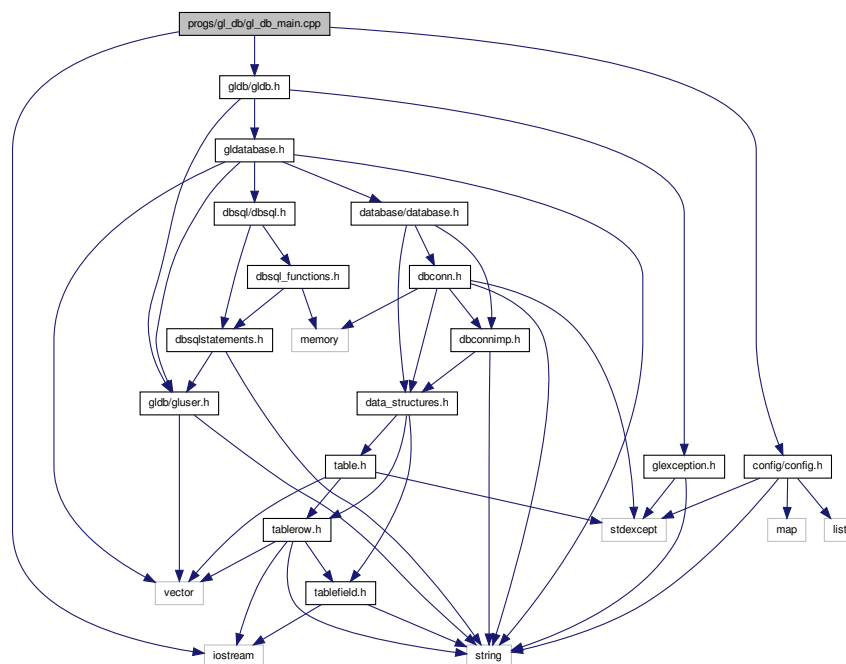 progs/gl_db/gl_db_main.cpp
gldb/gldb.h
gldatabase.h
dbsql/dbsql.h
database/database.h
dbsql_functions.h
dbconn.h
dbsqlstatements.h
memory
dbconnimp.h
gldb/gluser.h
data_structures.h
table.h
glexception.h
config/config.h
tablerow.h
stdexcept
map
list
vector
tablefield.h
iostream
string